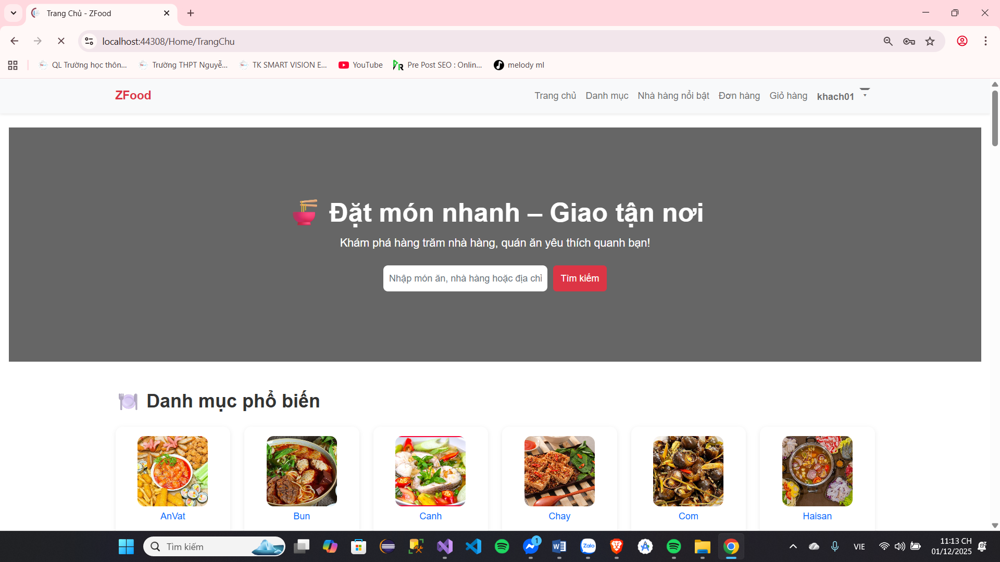 Trang Chủ - ZFood
localhost:44308/Home/TrangChu
QL Trường học thôn...
Trường THPT Nguyễ...
TK SMART VISION E...
YouTube
Pre Post SEO : Onlin...
melody ml
ZFood
Trang chủ
Danh mục
Nhà hàng nổi bật
Đơn hàng
Giỏ hàng
khach01
Đặt món nhanh – Giao tận nơi
Khám phá hàng trăm nhà hàng, quán ăn yêu thích quanh bạn!
Nhập món ăn, nhà hàng hoặc địa chỉ
Tìm kiếm
Danh mục phổ biến
AnVat
Bun
Canh
Chay
Com
Haisan
Tìm kiếm
1
Zalo
VIE
11:13 CH
01/12/2025